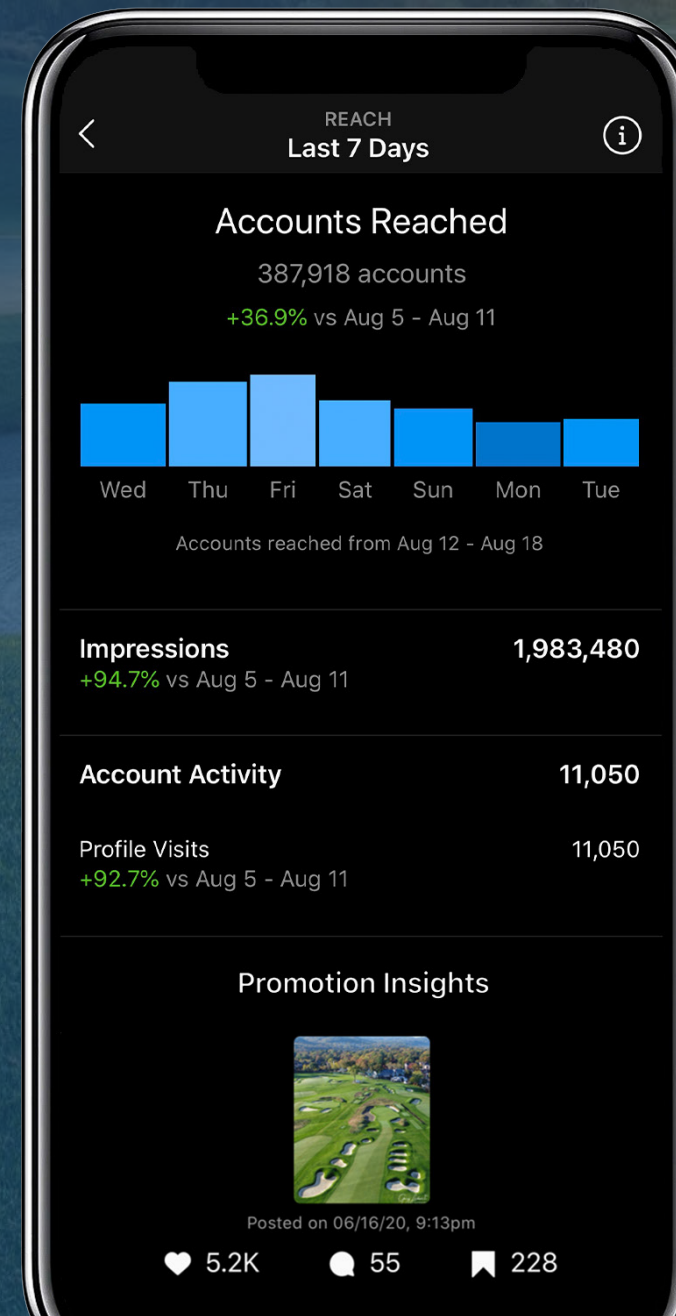 REACH
Last 7 Days
Accounts Reached
387,918 accounts
+36.9% vs Aug 5 - Aug 11
Wed Thu Fri Sat Sun Mon Tue
Accounts reached from Aug 12 - Aug 18
Impressions 1,983,480
+94.7% vs Aug 5 - Aug 11
Account Activity 11,050
Profile Visits 11,050
+92.7% vs Aug 5 - Aug 11
Promotion Insights
Posted on 06/16/20, 9:13pm
5.2K 55 228